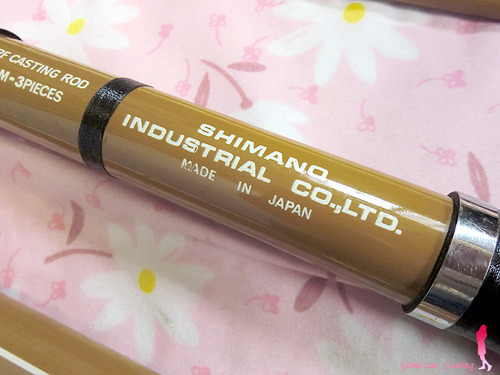 CASTING ROD
M-3PIECES
SHIMANO
INDUSTRIAL CO.,LTD.
MADE IN JAPAN